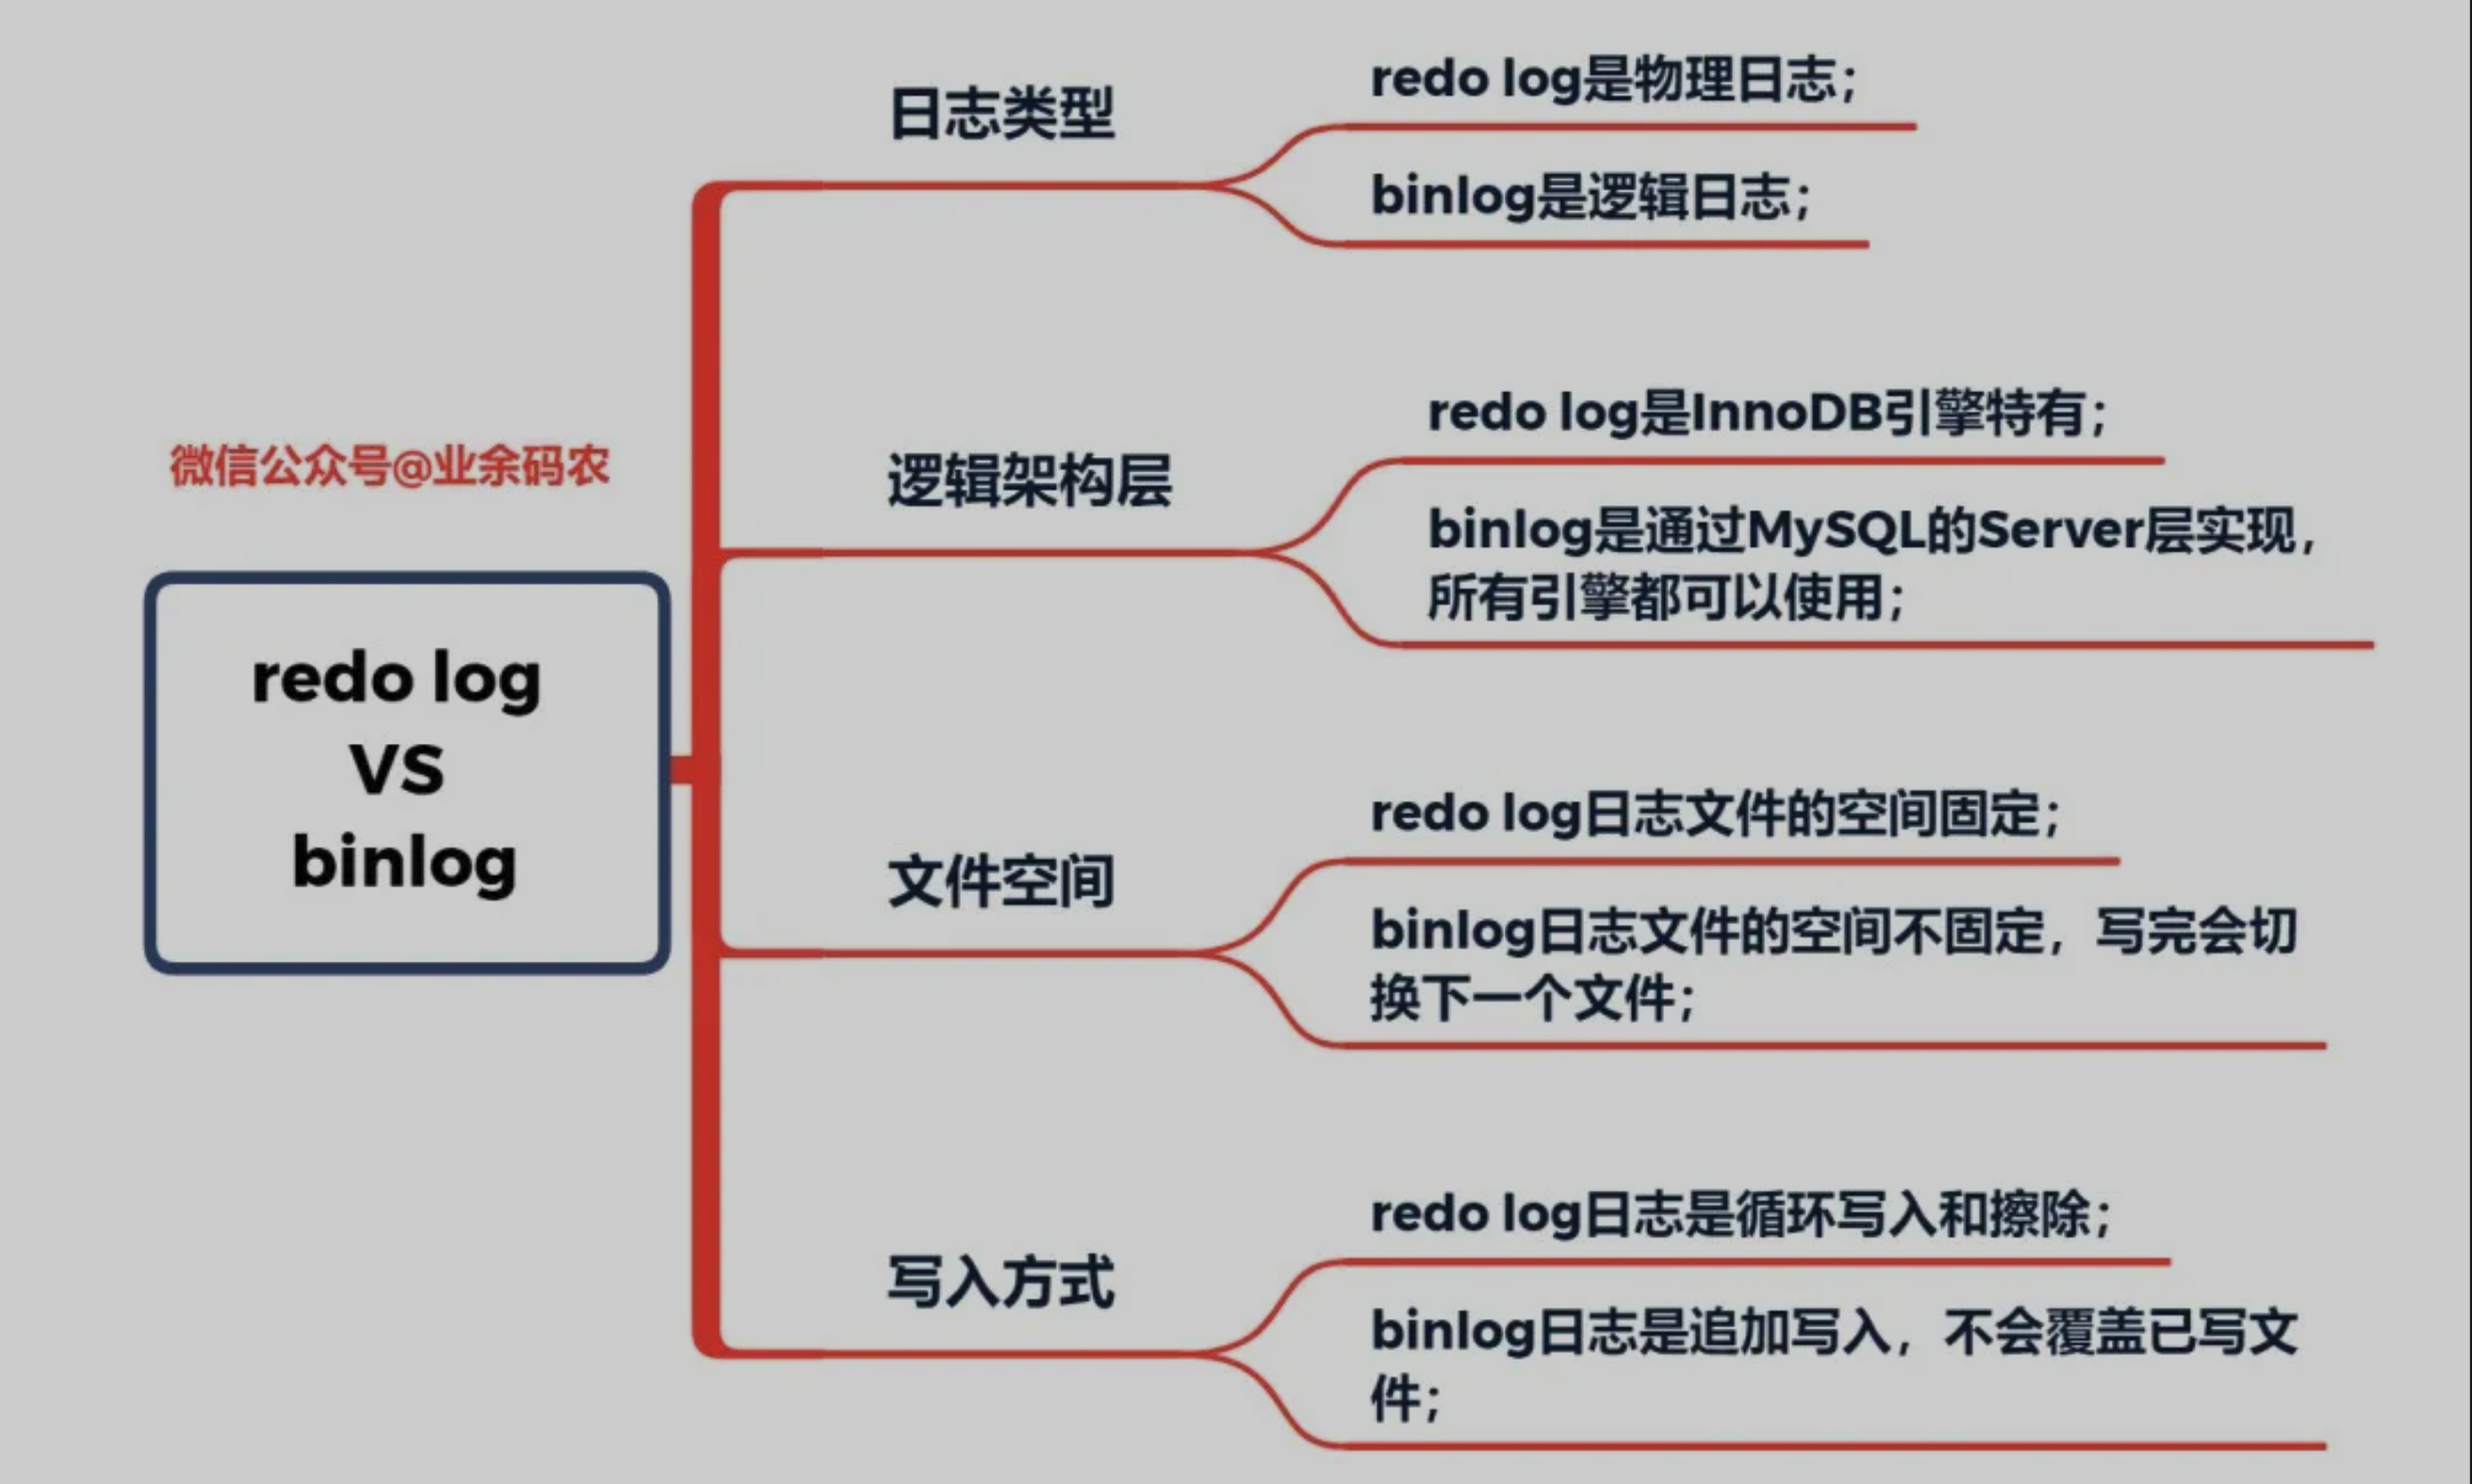 微信公众号@业余码农
redo log
VS
binlog
日志类型
redo log是物理日志；
binlog是逻辑日志；
逻辑架构层
redo log是InnoDB引擎特有；
binlog是通过MySQL的Server层实现，
所有引擎都可以使用；
文件空间
redo log日志文件的空间固定；
binlog日志文件的空间不固定，写完会切
换下一个文件；
写入方式
redo log日志是循环写入和擦除；
binlog日志是追加写入，不会覆盖已写文
件；